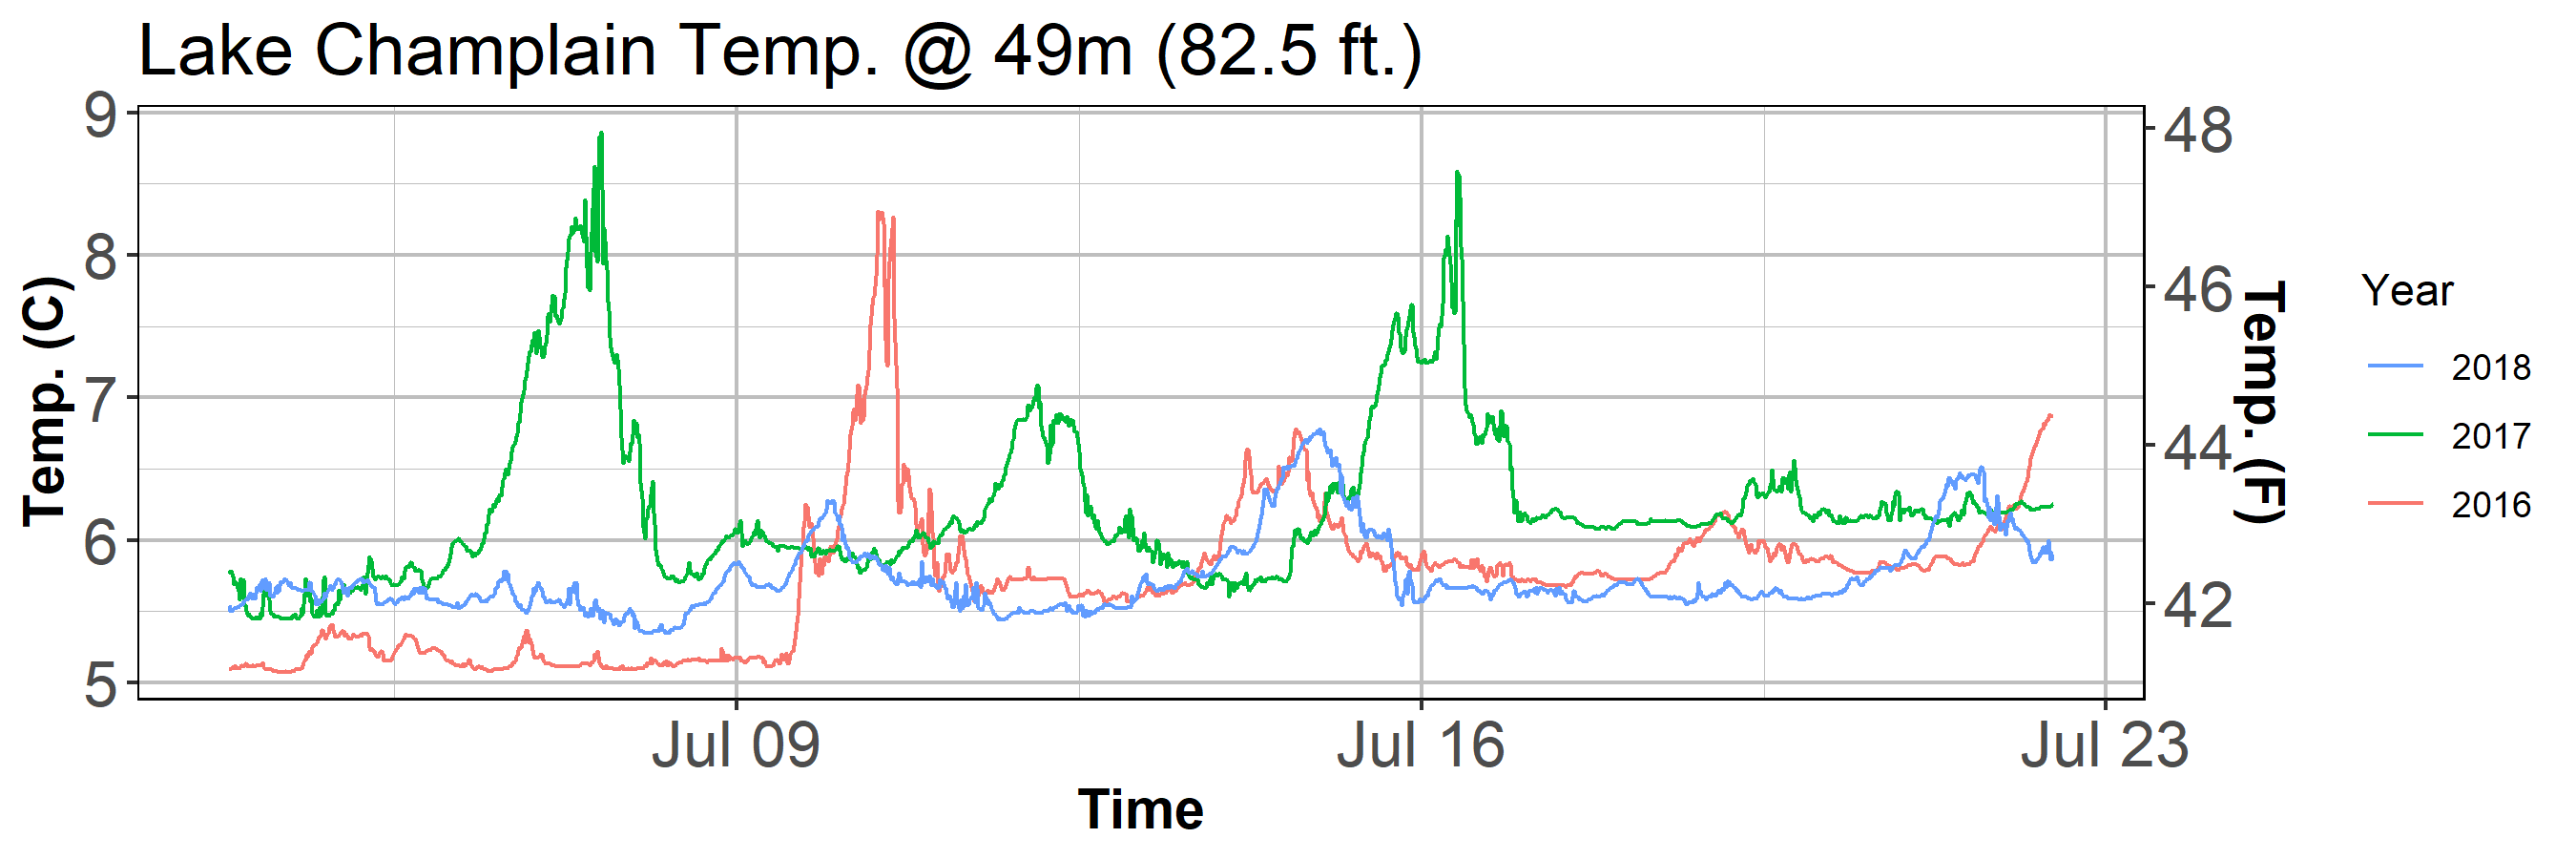 Lake Champlain Temp. @ 49m (82.5 ft.)
9
8
7
6
5
Temp. (C)
48
46
44
42
Temp. (F)
Jul 09
Jul 16
Jul 23
Time
Year
2018
2017
2016